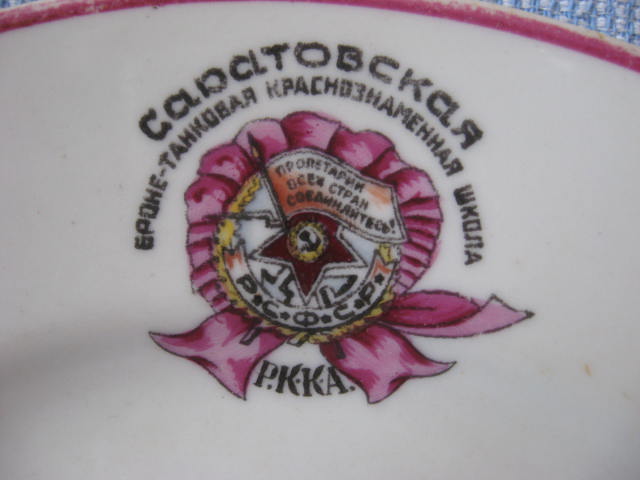 Саратовская
БРОНЕ-ТАНКОВАЯ КРАСНОЗНАМЕННАЯ ШКОЛА
ПРОЛЕТАРИИ
ВСЕХ СТРАН
СОЕДИНЯЙТЕСЬ!
Р★С★Ф★С★Р★
Р.К.К.А.